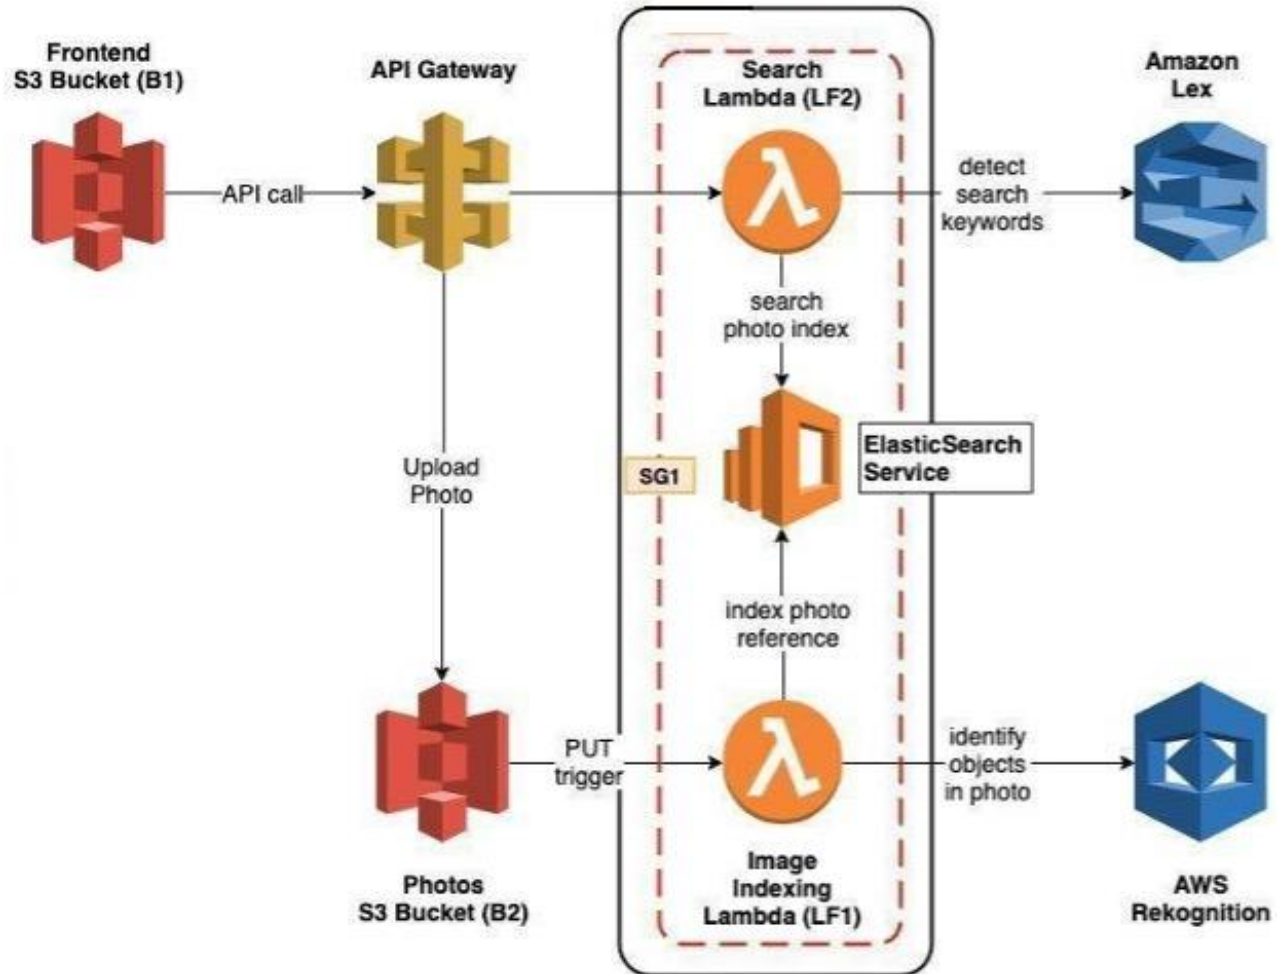 Frontend
S3 Bucket (B1)
API Gateway
Search
Lambda (LF2)
Amazon
Lex
API call
detect
search
keywords
search
photo index
Upload
Photo
SG1
ElasticSearch
Service
index photo
reference
PUT
trigger
identify
objects
in photo
Photos
S3 Bucket (B2)
Image
Indexing
Lambda (LF1)
AWS
Rekognition